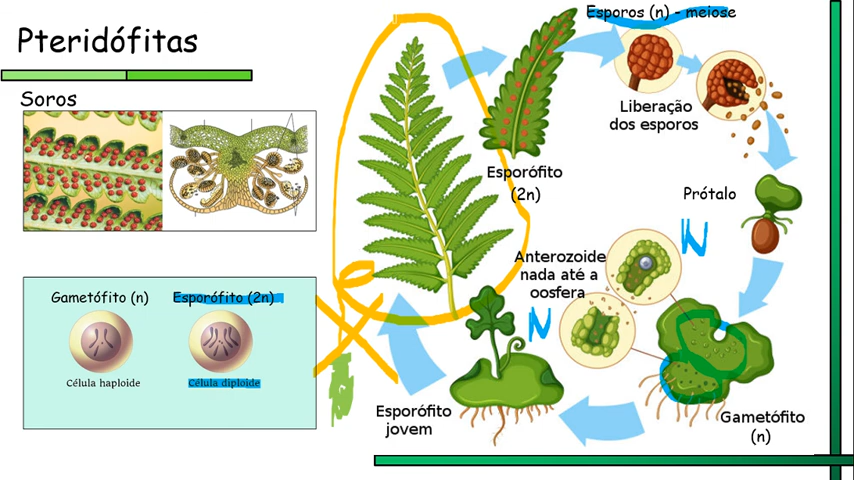 Pteridófitas
Soros
Gametófito (n)
Esporófito (2n)
Célula haploide
Célula diploide
Esporos (n) - meiose
Liberação
dos esporos
Esporófito
(2n)
Prótalo
N
Anterozoide
nada até a
oosfera
N
Gametófito
(n)
Esporófito
jovem